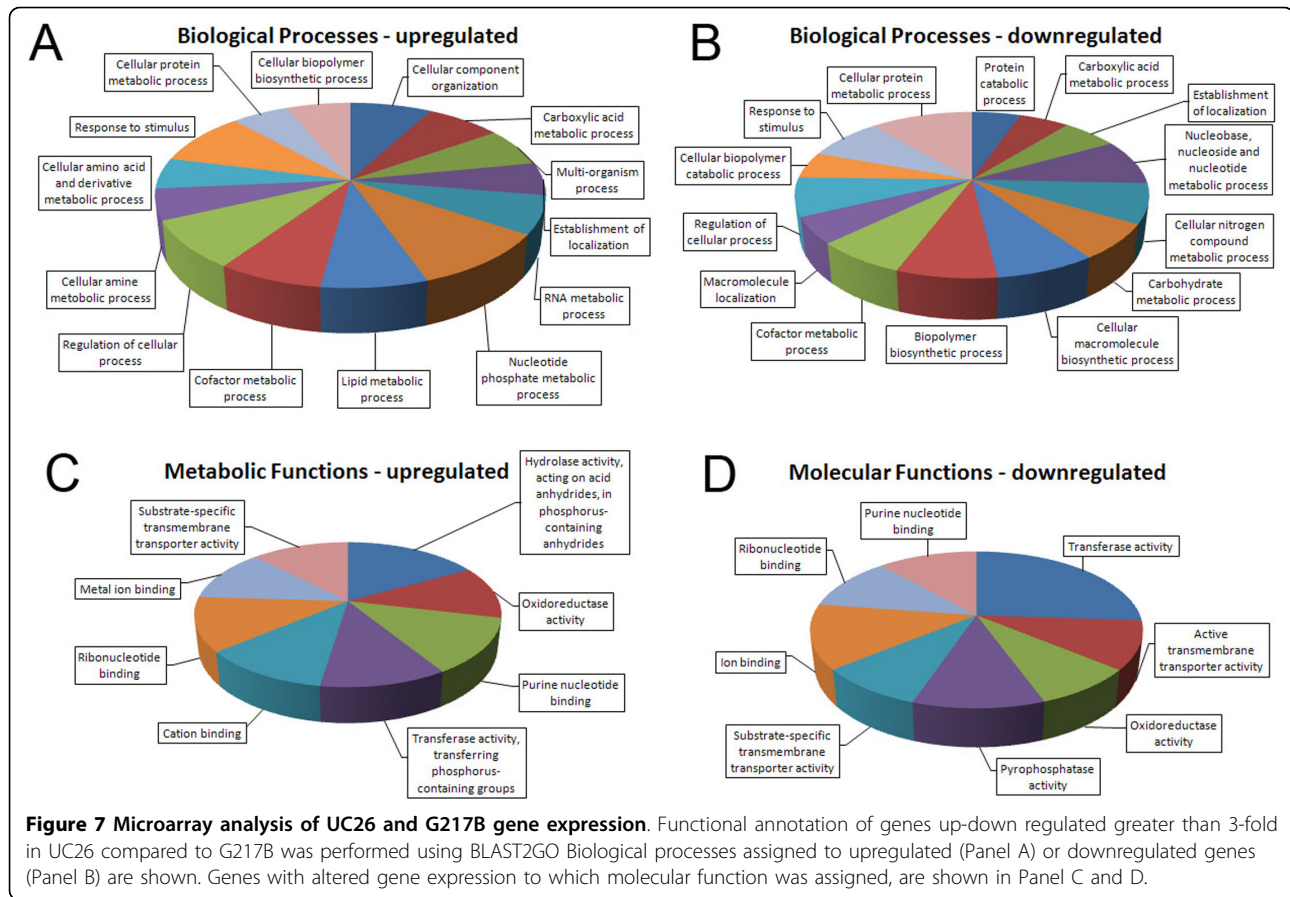 A
Biological Processes - upregulated
Cellular protein
metabolic process
Cellular biopolymer
biosynthetic process
Cellular component
organization
Response to stimulus
Carboxylic acid
metabolic process
Cellular amino acid
and derivative
metabolic process
Multi-organism
process
Establishment of
localization
Cellular amine
metabolic process
RNA metabolic
process
Regulation of cellular
process
Cofactor metabolic
process
Lipid metabolic
process
Nucleotide
phosphate metabolic
process
B
Biological Processes - downregulated
Cellular protein
metabolic process
Protein
catabolic
process
Carboxylic acid
metabolic process
Response to
stimulus
Establishment
of localization
Cellular biopolymer
catabolic process
Nucleobase,
nucleoside and
nucleotide
metabolic process
Regulation of
cellular process
Cellular nitrogen
compound metabolic
process
Macromolecule
localization
Carbohydrate
metabolic process
Cofactor metabolic
process
Biopolymer
biosynthetic process
Cellular
macromolecule
biosynthetic process
C
Metabolic Functions - upregulated
Substrate-specific
transmembrane
transporter activity
Hydrolase activity,
acting on acid
anhydrides, in
phosphorus-
containing
anhydrides
Metal ion binding
Oxidoreductase
activity
Ribonucleotide
binding
Purine nucleotide
binding
Cation binding
Transferase activity,
transferring
phosphorus-
containing groups
D
Molecular Functions - downregulated
Purine nucleotide
binding
Ribonucleotide
binding
Transferase activity
Ion binding
Active
transmembrane
transporter activity
Substrate-specific
transmembrane
transporter activity
Oxidoreductase
activity
Pyrophosphatase
activity
Figure 7 Microarray analysis of UC26 and G217B gene expression. Functional annotation of genes up-down regulated greater than 3-fold
in UC26 compared to G217B was performed using BLAST2GO Biological processes assigned to upregulated (Panel A) or downregulated genes
(Panel B) are shown. Genes with altered gene expression to which molecular function was assigned, are shown in Panel C and D.